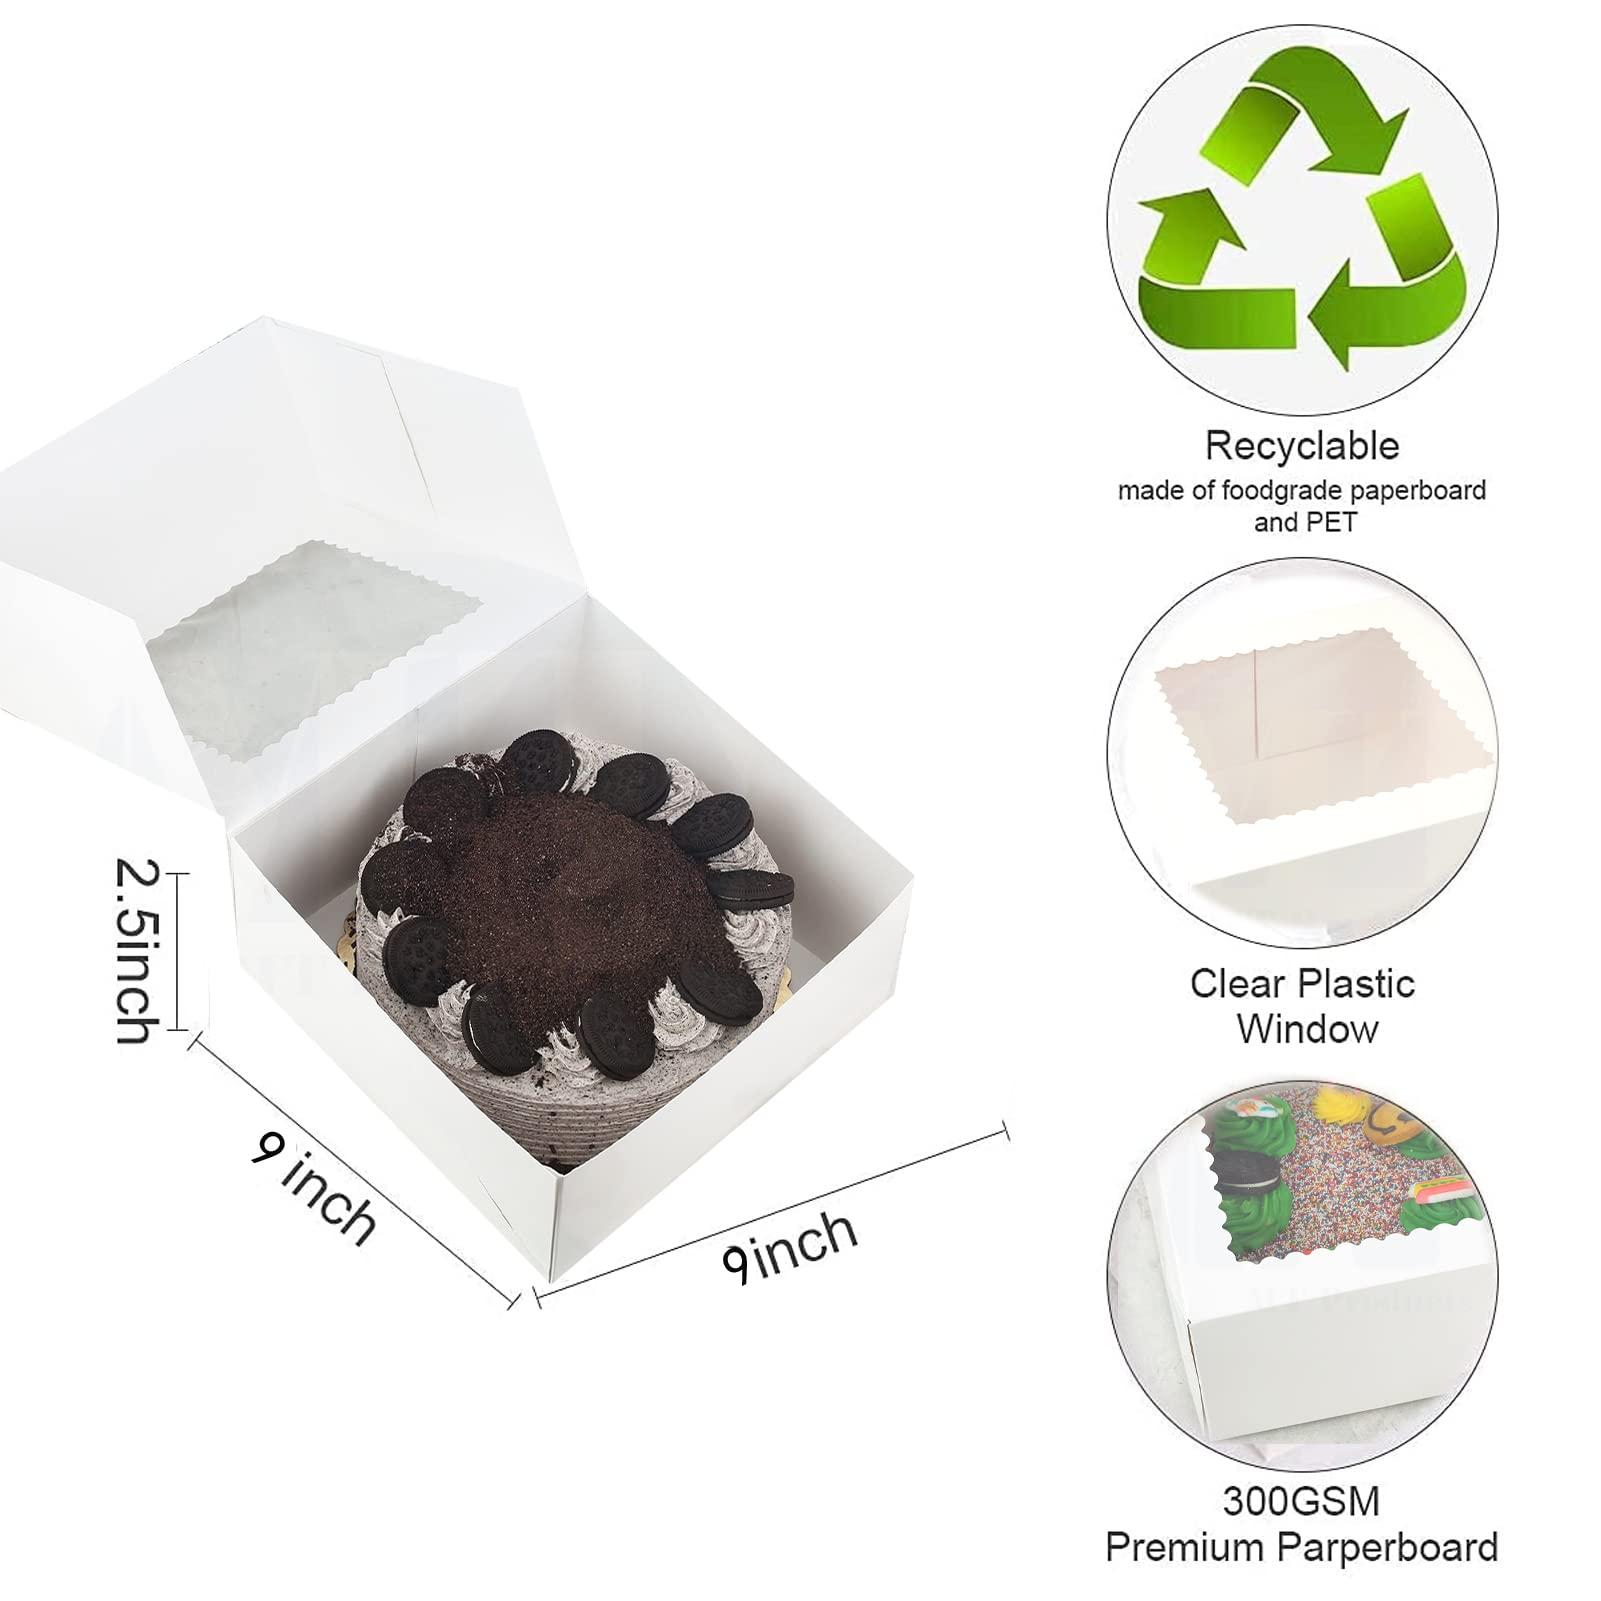 2.5inch
9 inch
9inch
Recyclable
made of foodgrade paperboard
and PET
Clear Plastic
Window
300GSM
Premium Parperboard